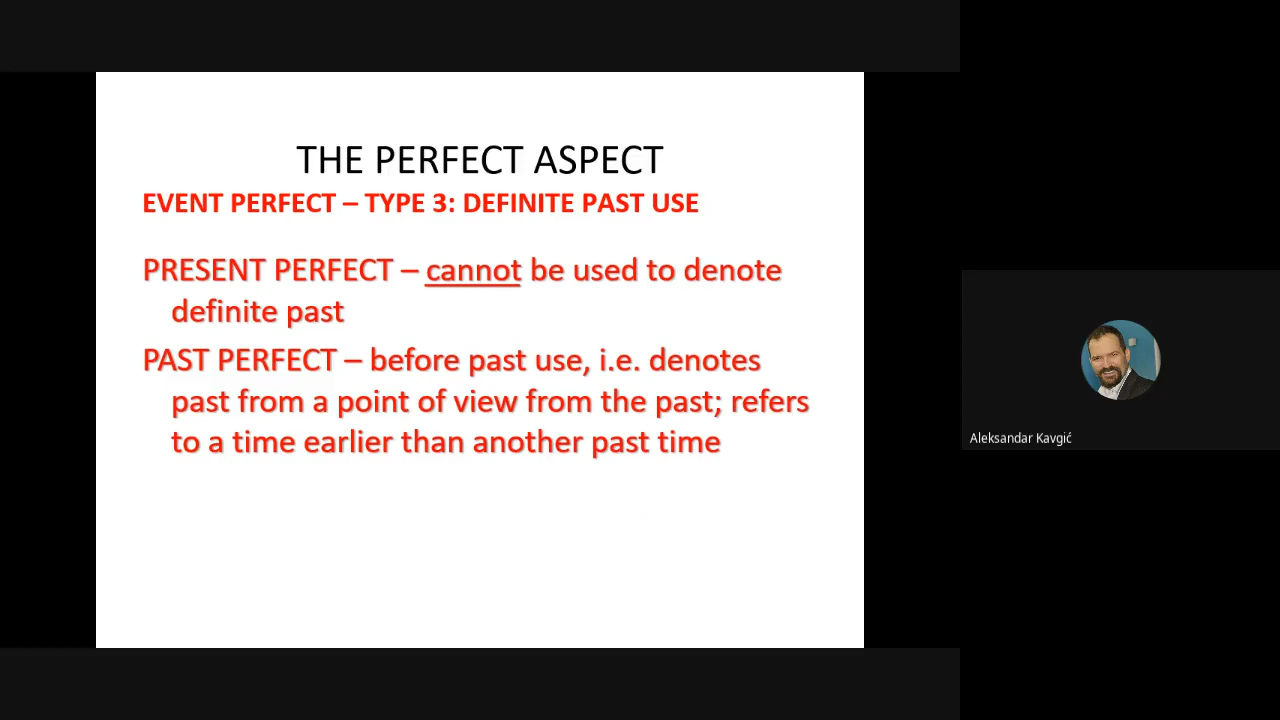 THE PERFECT ASPECT
EVENT PERFECT – TYPE 3: DEFINITE PAST USE
PRESENT PERFECT – cannot be used to denote
definite past
PAST PERFECT – before past use, i.e. denotes
past from a point of view from the past; refers
to a time earlier than another past time
Aleksandar Kavgić